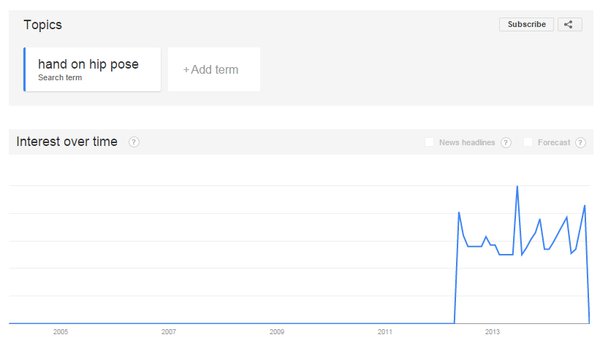 Topics
Subscribe
hand on hip pose
Search term
+Add term
Interest over time ?
News headlines ?
Forecast ?
2005 2007 2009 2011 2013